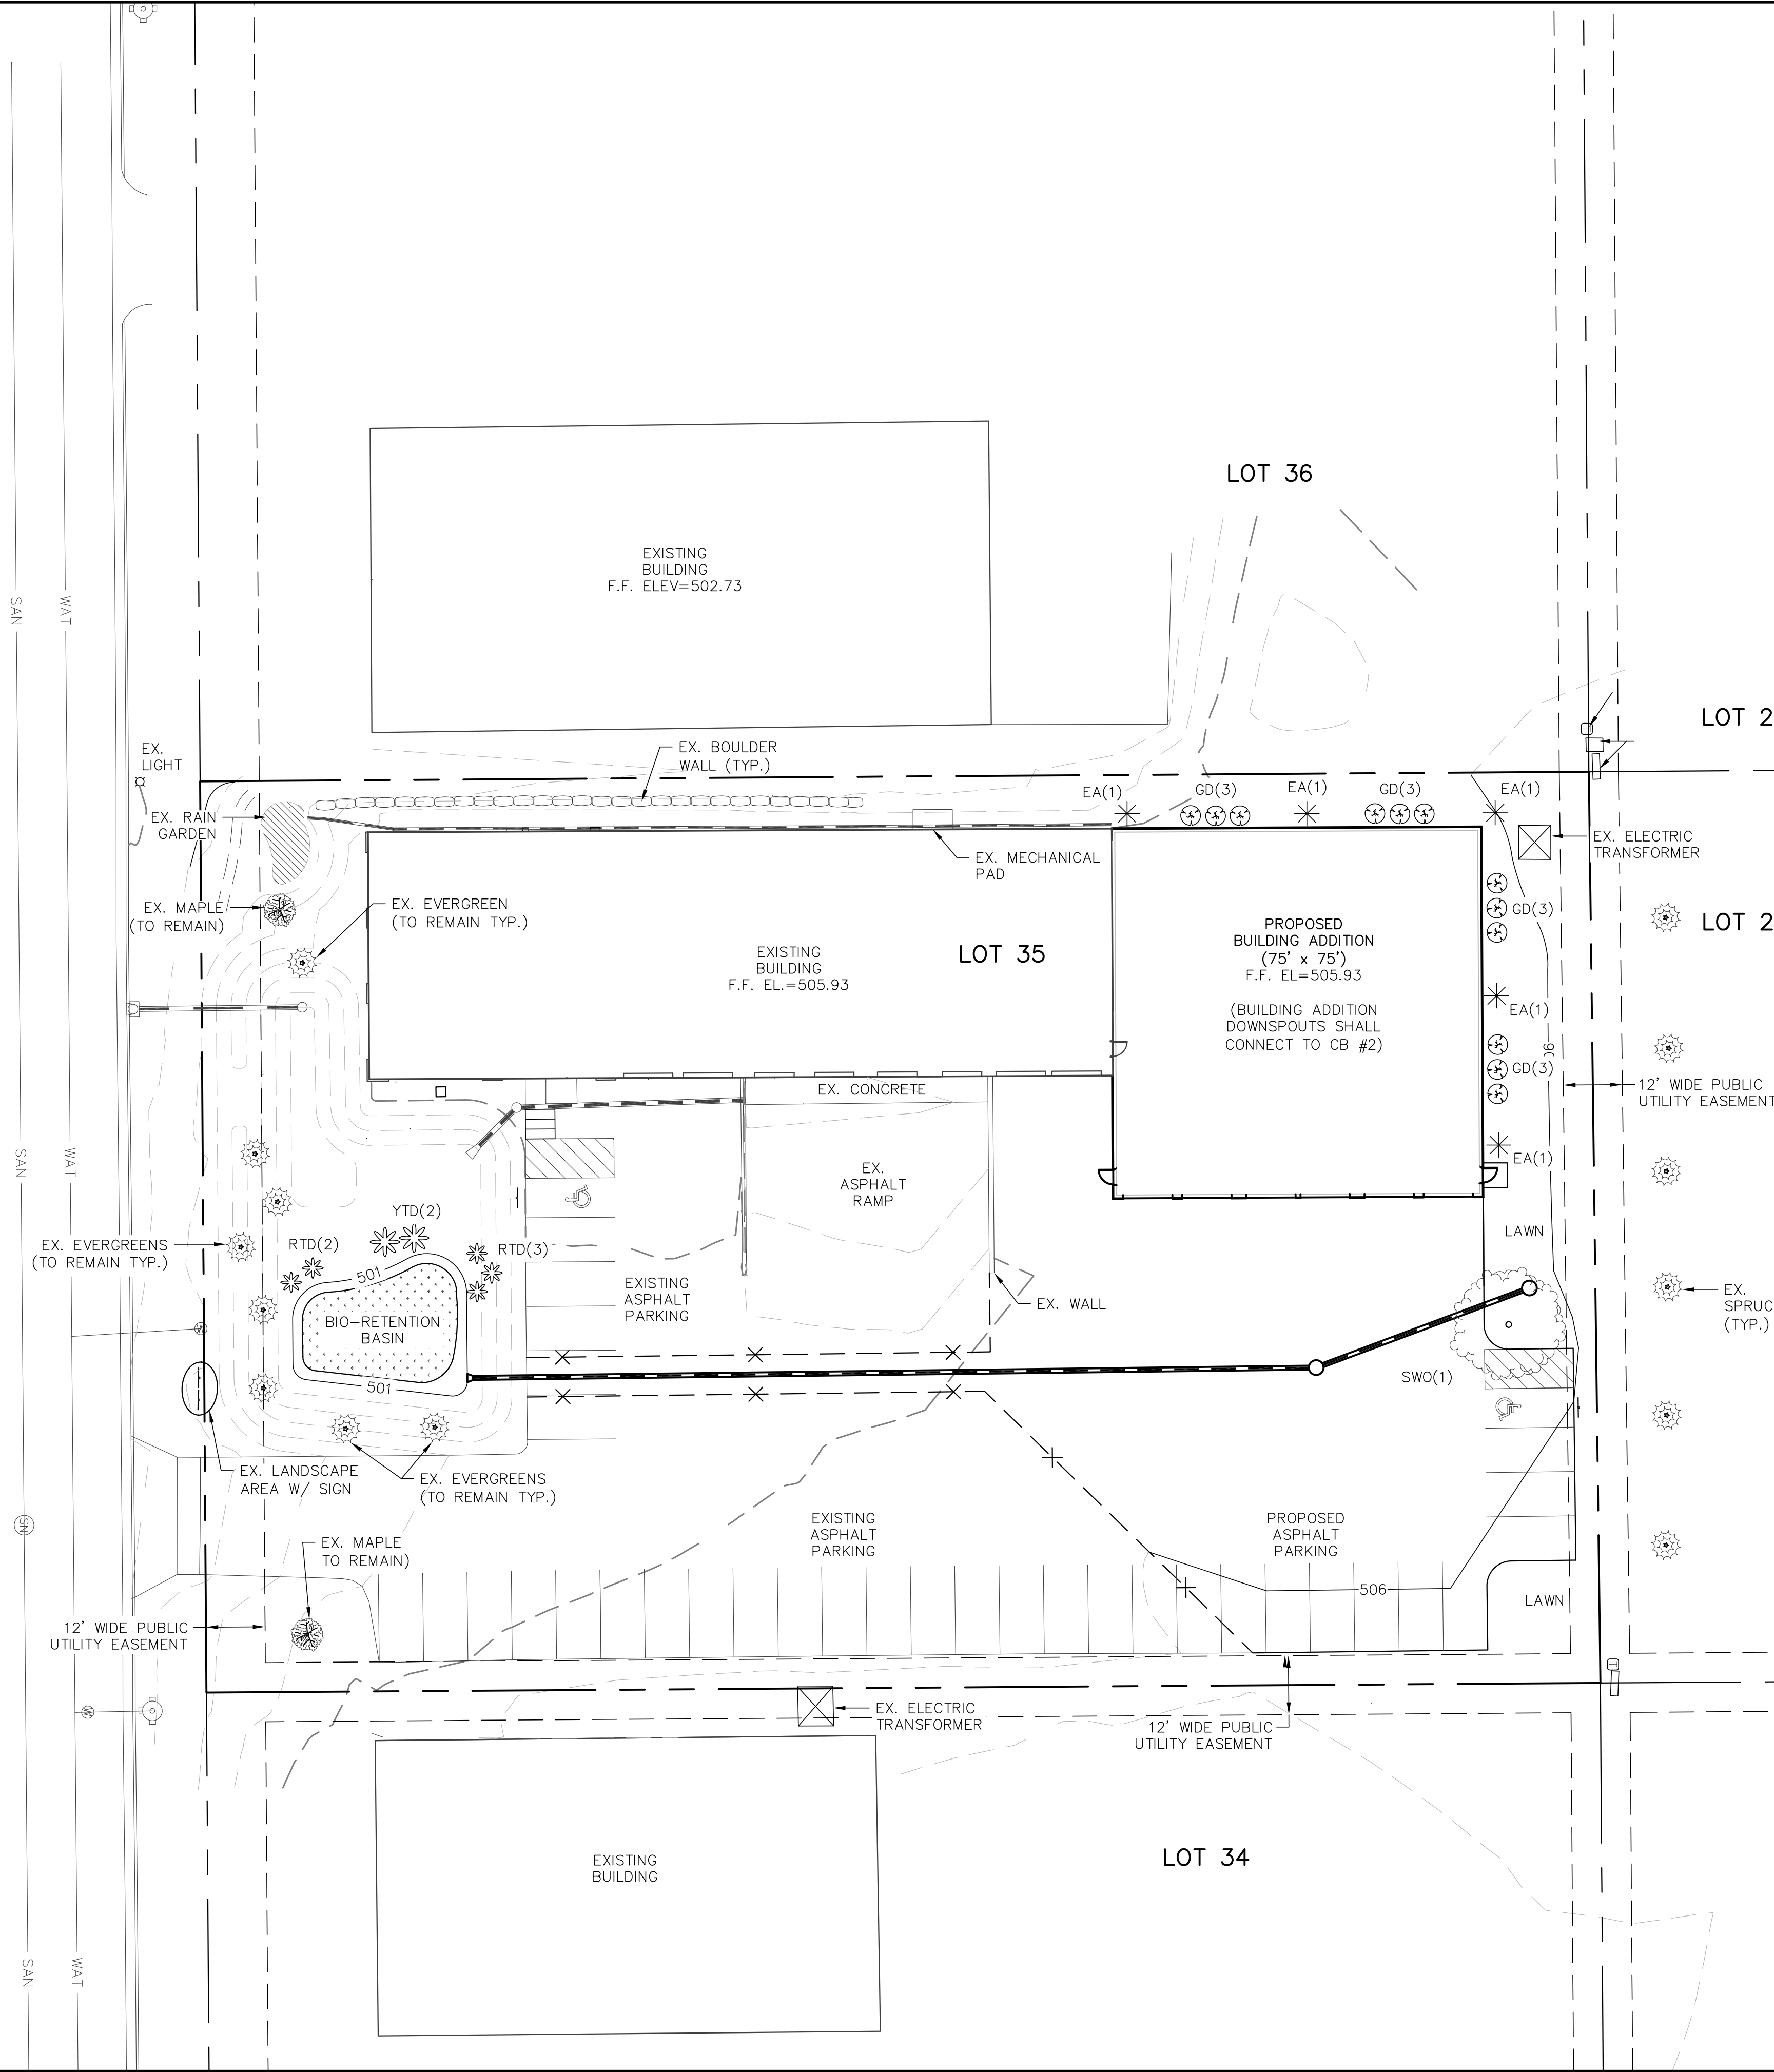 LOT 36
EXISTING
BUILDING
F.F. ELEV=502.73
SAN
WAT
LOT 2
EX.
LIGHT
EX. BOULDER
WALL (TYP.)
EA(1)
GD(3)
EA(1)
GD(3)
EA(1)
EX. RAIN
GARDEN
EX. MECHANICAL
PAD
EX. ELECTRIC
TRANSFORMER
EX. MAPLE
(TO REMAIN)
EX. EVERGREEN
(TO REMAIN TYP.)
GD(3)
LOT 2
LOT 35
EXISTING
BUILDING
F.F. EL.=505.93
PROPOSED
BUILDING ADDITION
(75' x 75')
F.F. EL=505.93
(BUILDING ADDITION
DOWNSPOUTS SHALL
CONNECT TO CB #2)
EA(1)
GD(3)
12' WIDE PUBLIC
UTILITY EASEMENT
EX. CONCRETE
SAN
WAT
EX.
ASPHALT
RAMP
EA(1)
YTD(2)
RTD(2)
RTD(3)
EX. EVERGREENS
(TO REMAIN TYP.)
LAWN
501
EXISTING
ASPHALT
PARKING
EX. WALL
EX.
SPRUC
(TYP.)
BIO-RETENTION
BASIN
501
SWO(1)
EX. LANDSCAPE
AREA W/ SIGN
EX. EVERGREENS
(TO REMAIN TYP.)
SN
EX. MAPLE
TO REMAIN)
EXISTING
ASPHALT
PARKING
PROPOSED
ASPHALT
PARKING
506
LAWN
12' WIDE PUBLIC
UTILITY EASEMENT
W
EX. ELECTRIC
TRANSFORMER
12' WIDE PUBLIC
UTILITY EASEMENT
EXISTING
BUILDING
LOT 34
SAN
WAT